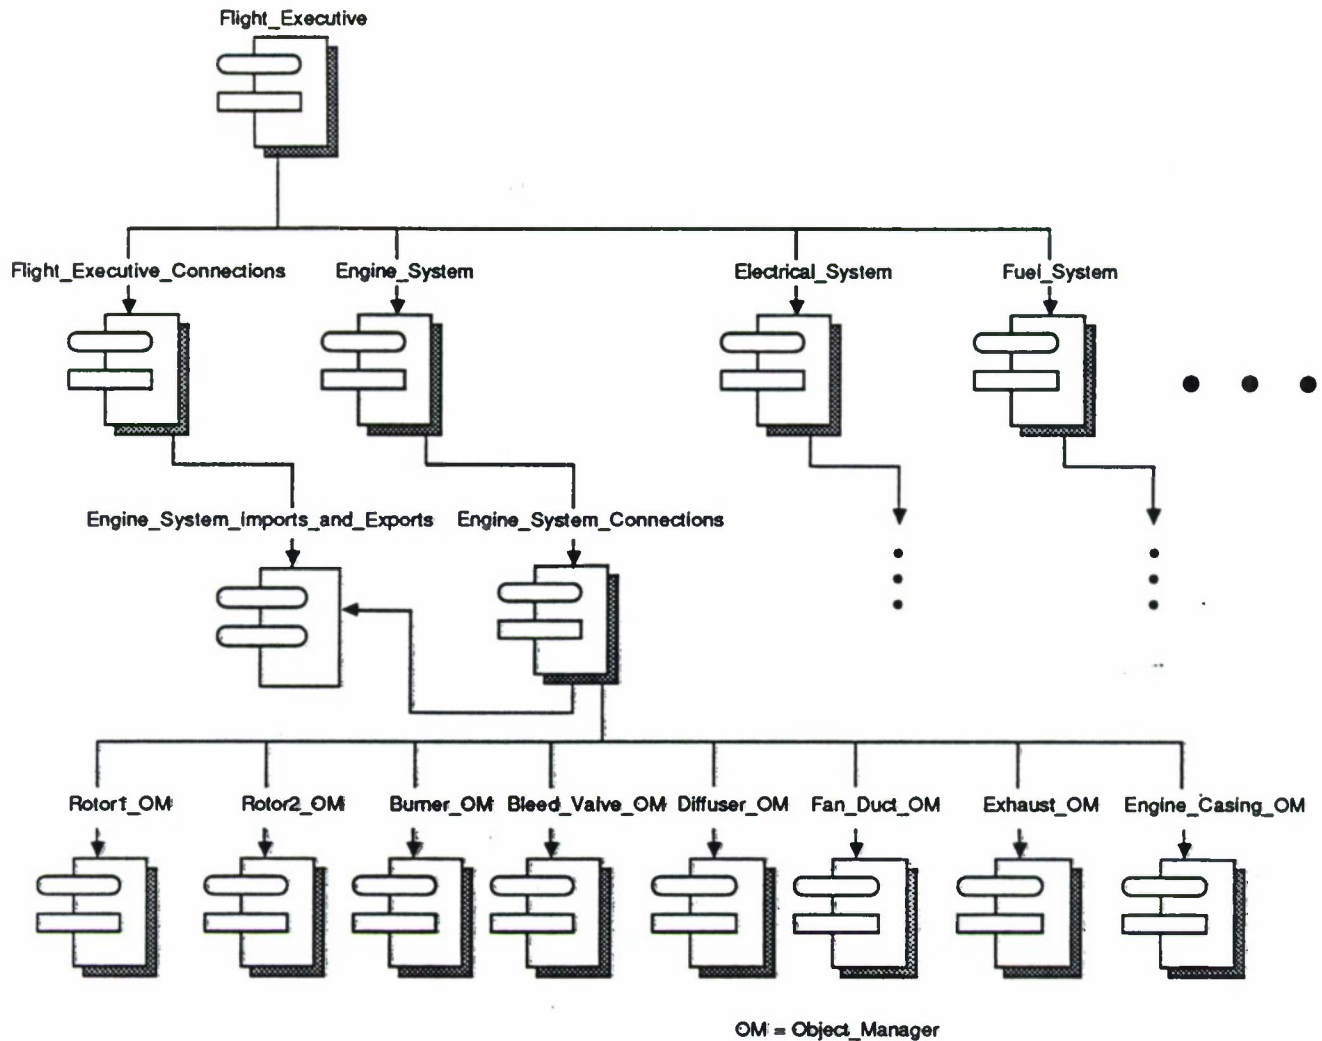 Flight_Executive
Flight_Executive_Connections
Engine_System
Electrical_System
Fuel_System
Engine_System_Imports_and_Exports
Engine_System_Connections
Rotor1_OM
Rotor2_OM
Burner_OM
Bleed_Valve_OM
Diffuser_OM
Fan_Duct_OM
Exhaust_OM
Engine_Casing_OM
OM = Object_Manager